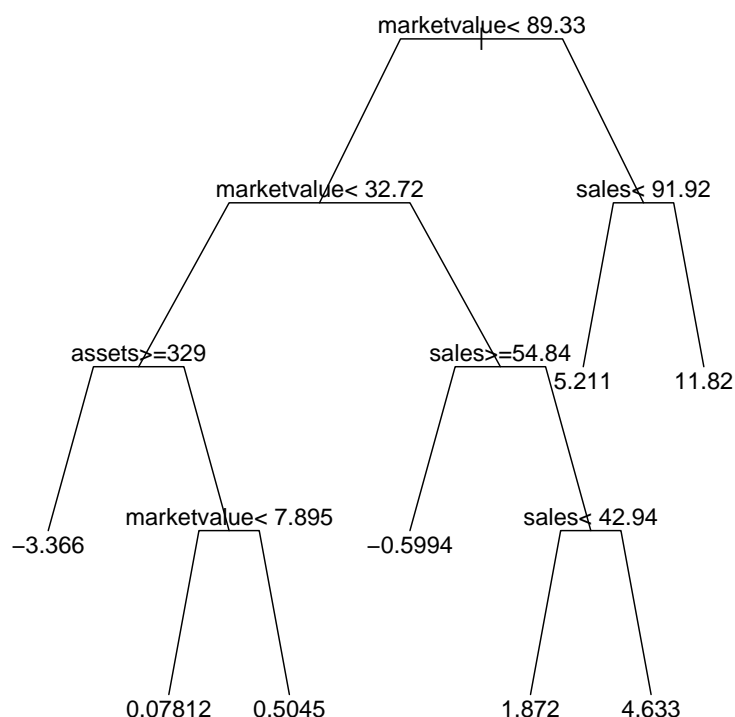 marketvalue< 89.33
marketvalue< 32.72
sales< 91.92
assets>=329
sales>=54.84
5.211
11.82
−3.366
marketvalue< 7.895
−0.5994
sales< 42.94
0.07812
0.5045
1.872
4.633